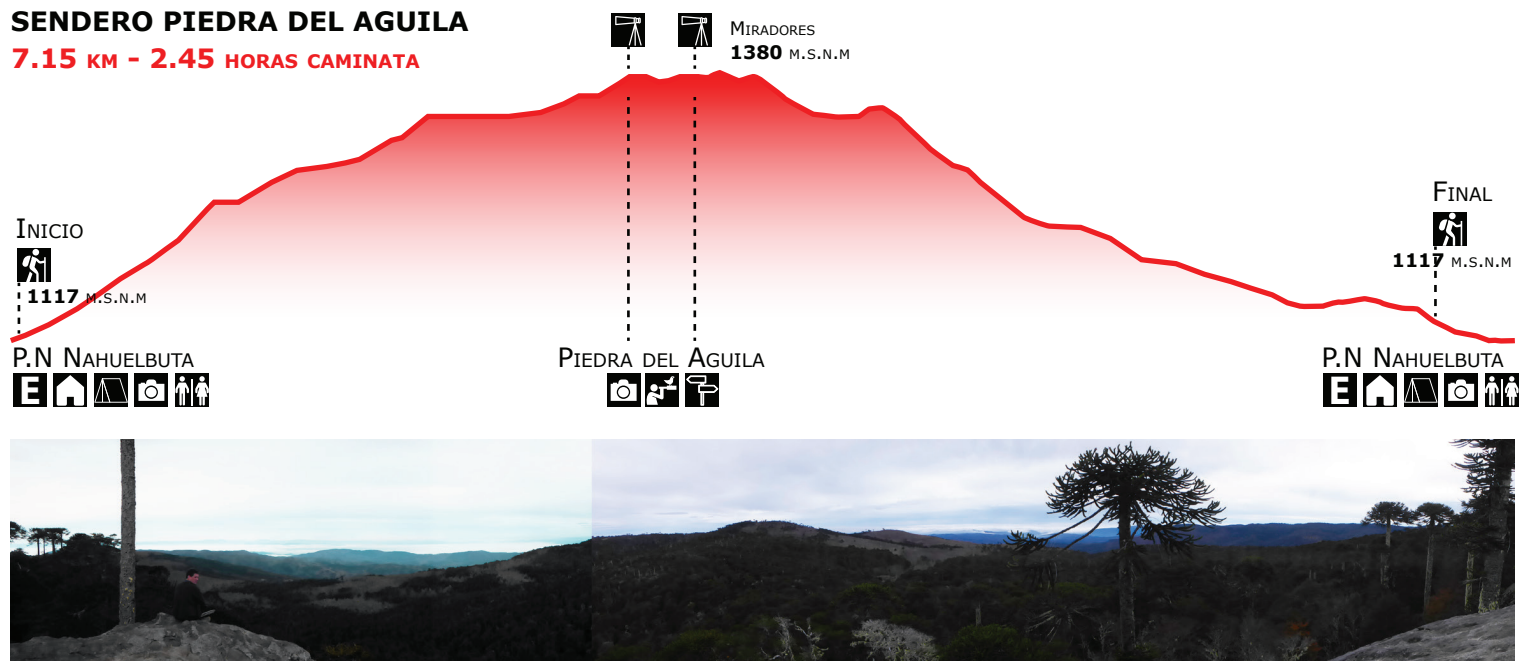 SENDERO PIEDRA DEL AGUILA
7.15 KM - 2.45 HORAS CAMINATA
MIRADORES
1380 M.S.N.M
INICIO
1117 M.S.N.M
FINAL
1117 M.S.N.M
P.N NAHUELBUTA
E
PIEDRA DEL AGUILA
P.N NAHUELBUTA
E